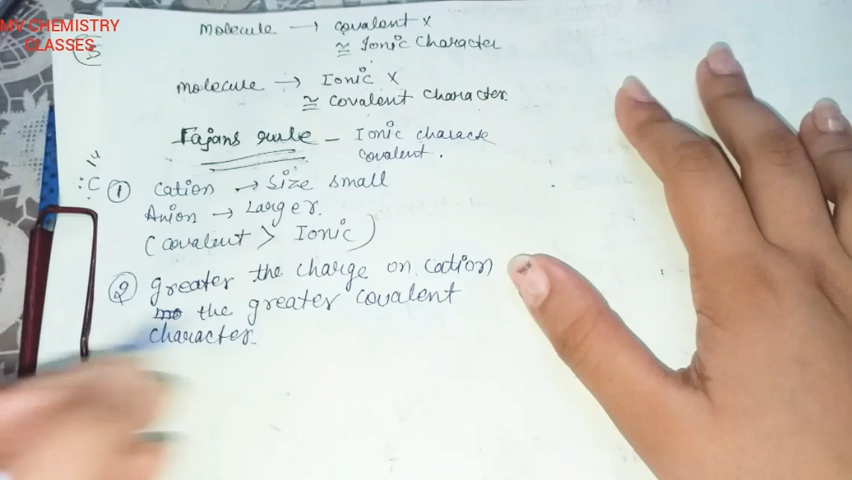 MY CHEMISTRY
CLASSES
Molecule → covalent x
≅ Ionic character
Molecule → Ionic x
≅ covalent character
Fajans rule - Ionic characte
covalent.
① Cation → Size small
Anion → Larger.
(covalent > Ionic)
② greater the charge on cation
the greater covalent
character.